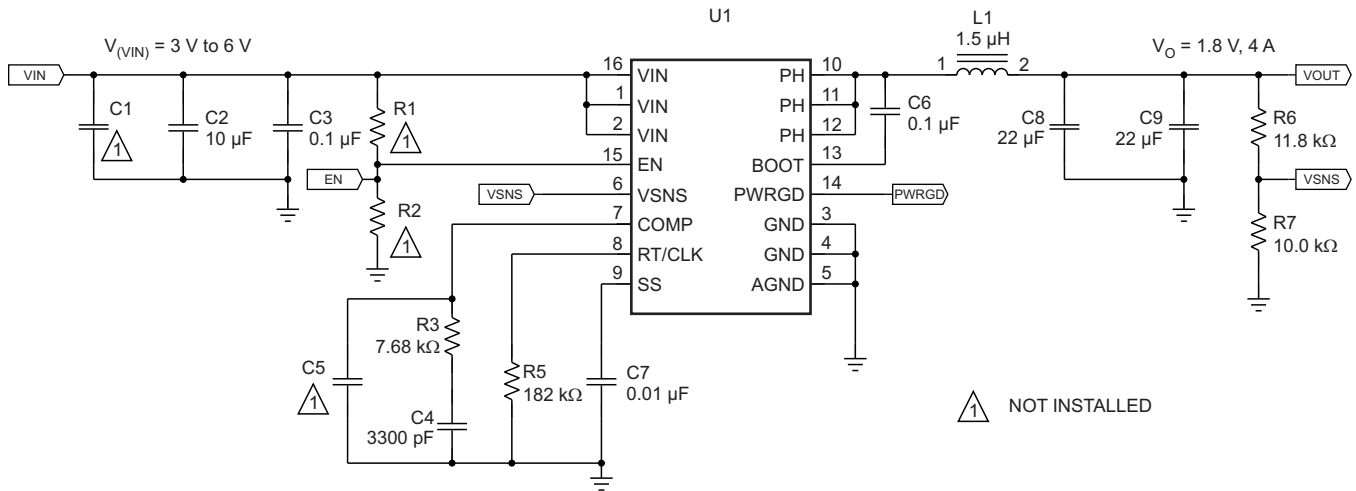 U1
V(VIN) = 3 V to 6 V
L1
1.5 µH
VO = 1.8 V, 4 A
VIN
16 VIN
1 VIN
2 VIN
15 EN
6 VSNS
7 COMP
8 RT/CLK
9 SS
PH 10
PH 11
PH 12
BOOT 13
PWRGD 14
GND 3
GND 4
AGND 5
1 2
VOUT
C1
1
C2
10 µF
C3
0.1 µF
R1
1
EN
R2
1
VSNS
C6
0.1 µF
PWRGD
C8
22 µF
C9
22 µF
R6
11.8 kΩ
VSNS
R7
10.0 kΩ
C5
1
R3
7.68 kΩ
C4
3300 pF
R5
182 kΩ
C7
0.01 µF
1 NOT INSTALLED